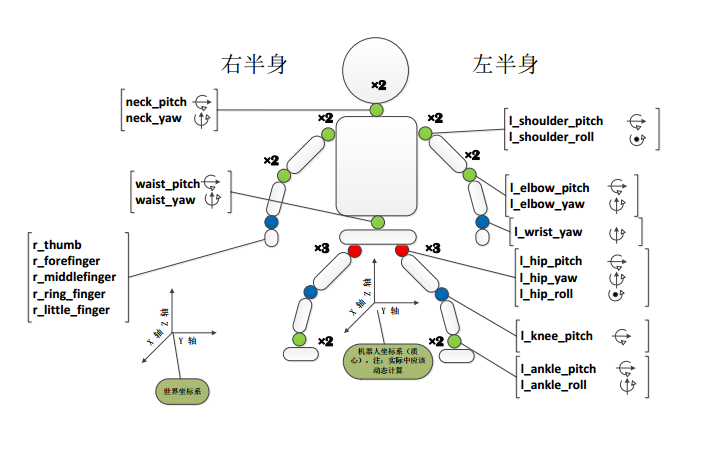 右半身
左半身
×2
neck_pitch
neck_yaw
×2
×2
l_shoulder_pitch
l_shoulder_roll
×2
×2
waist_pitch
waist_yaw
l_elbow_pitch
l_elbow_yaw
l_wrist_yaw
r_thumb
r_forefinger
r_middlefinger
r_ring_finger
r_little_finger
×3
×3
l_hip_pitch
l_hip_yaw
l_hip_roll
X 轴
Z 轴
Y 轴
X 轴
Z 轴
Y 轴
l_knee_pitch
×2
×2
机器人坐标系（质
心），注：实际中应该
动态计算
l_ankle_pitch
l_ankle_roll
世界坐标系